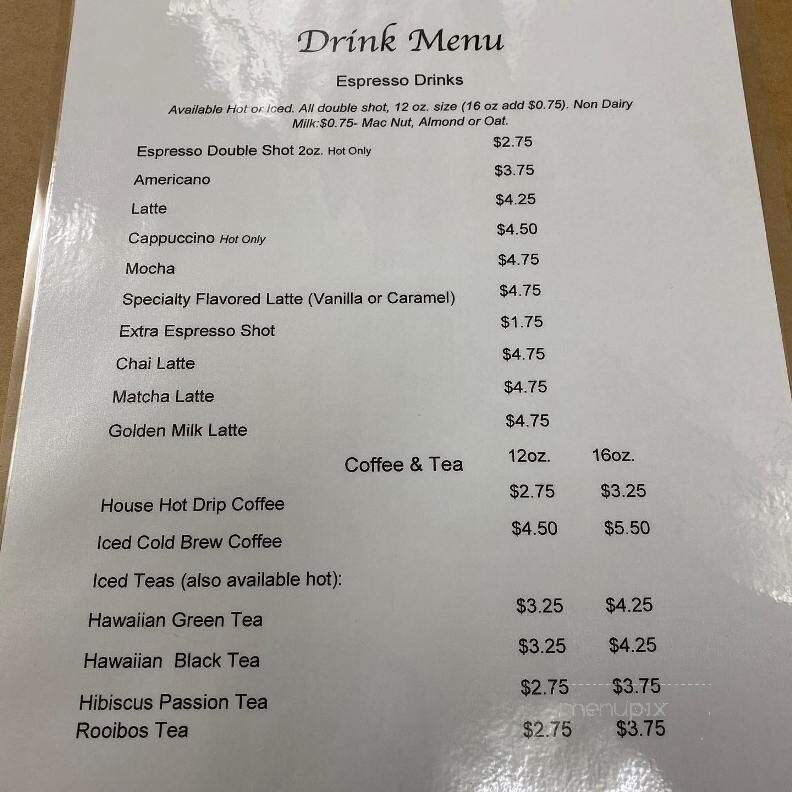 Drink Menu
Espresso Drinks
Available Hot or Iced. All double shot, 12 oz. size (16 oz add $0.75). Non Dairy
Milk:$0.75- Mac Nut, Almond or Oat.
Espresso Double Shot 2oz. Hot Only $2.75
Americano $3.75
Latte $4.25
Cappuccino Hot Only $4.50
Mocha $4.75
Specialty Flavored Latte (Vanilla or Caramel) $4.75
Extra Espresso Shot $1.75
Chai Latte $4.75
Matcha Latte $4.75
Golden Milk Latte $4.75
Coffee & Tea 12oz. 16oz.
House Hot Drip Coffee $2.75 $3.25
Iced Cold Brew Coffee $4.50 $5.50
Iced Teas (also available hot):
Hawaiian Green Tea $3.25 $4.25
Hawaiian Black Tea $3.25 $4.25
Hibiscus Passion Tea $2.75 $3.75
menupix
Rooibos Tea $2.75 $3.75